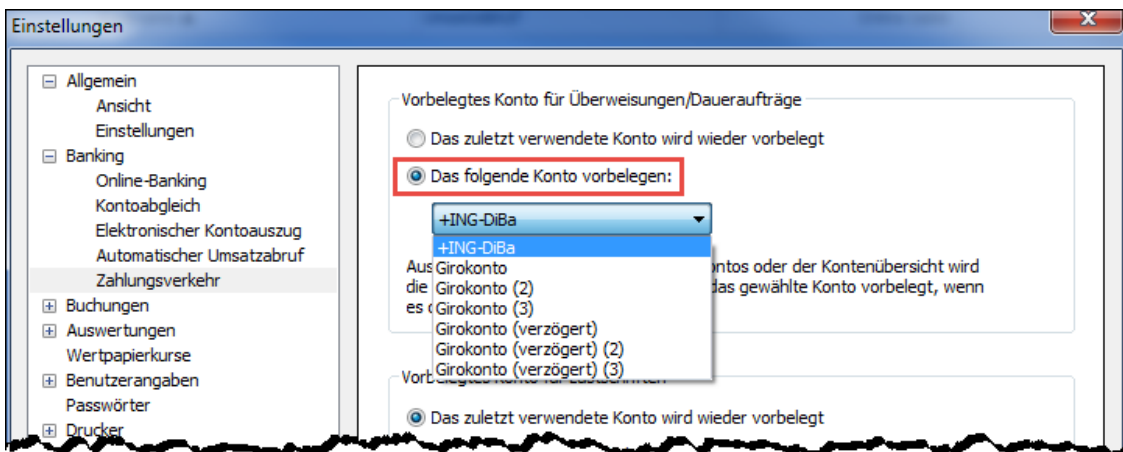 Einstellungen
Allgemein
Ansicht
Einstellungen
Banking
Online-Banking
Kontoabgleich
Elektronischer Kontoauszug
Automatischer Umsatzabruf
Zahlungsverkehr
Buchungen
Auswertungen
Wertpapierkurse
Benutzerangaben
Passwörter
Drucker
Vorbelegtes Konto für Überweisungen/Daueraufträge
Das zuletzt verwendete Konto wird wieder vorbelegt
Das folgende Konto vorbelegen:
+ING-DiBa
+ING-DiBa
Girokonto
Girokonto (2)
Girokonto (3)
Girokonto (verzögert)
Girokonto (verzögert) (2)
Girokonto (verzögert) (3)
oder der Kontenübersicht wird
die das gewählte Konto vorbelegt, wenn
es
Das zuletzt verwendete Konto wird wieder vorbelegt